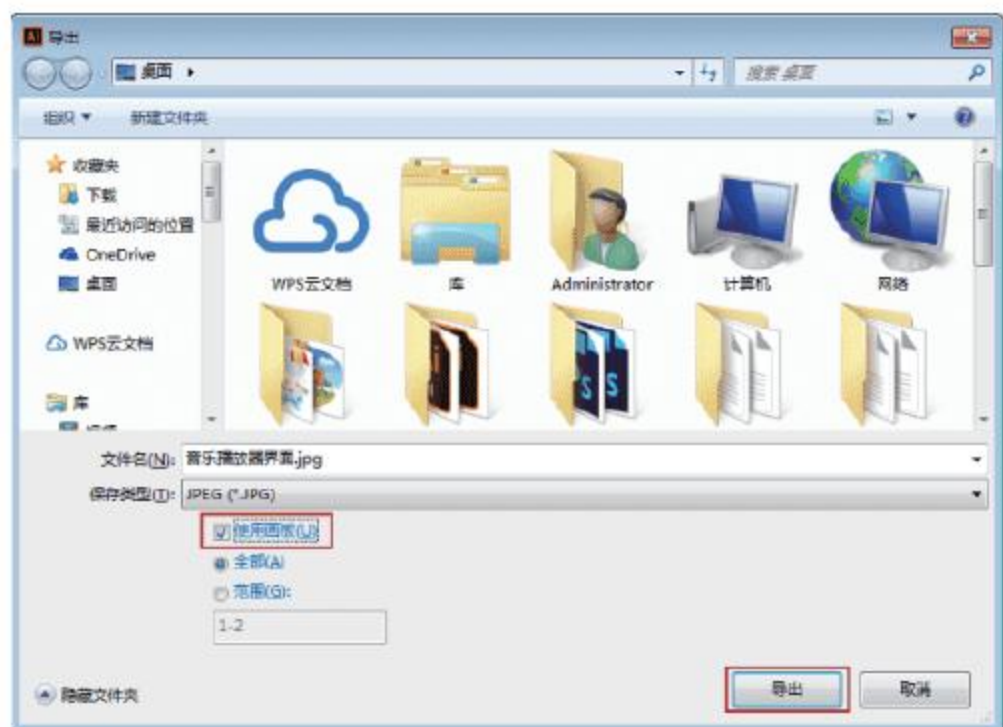 Ai 导出
桌面
搜索 桌面
组织 新建文件夹
收藏夹
下载
最近访问的位置
OneDrive
桌面
WPS云文档
库
WPS云文档 库 Administrator 计算机 网络
文件名(N): 音乐播放器界面.jpg
保存类型(T): JPEG (*.JPG)
使用画板(U)
全部(A)
范围(G):
1-2
隐藏文件夹 导出 取消